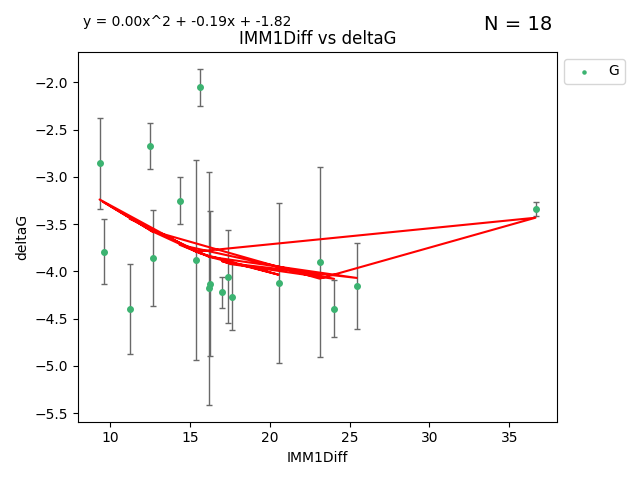 y = 0.00x^2 + -0.19x + -1.82
N = 18
IMM1Diff vs deltaG
G
−2.0
−2.5
−3.0
−3.5
−4.0
−4.5
−5.0
−5.5
deltaG
10 15 20 25 30 35
IMM1Diff